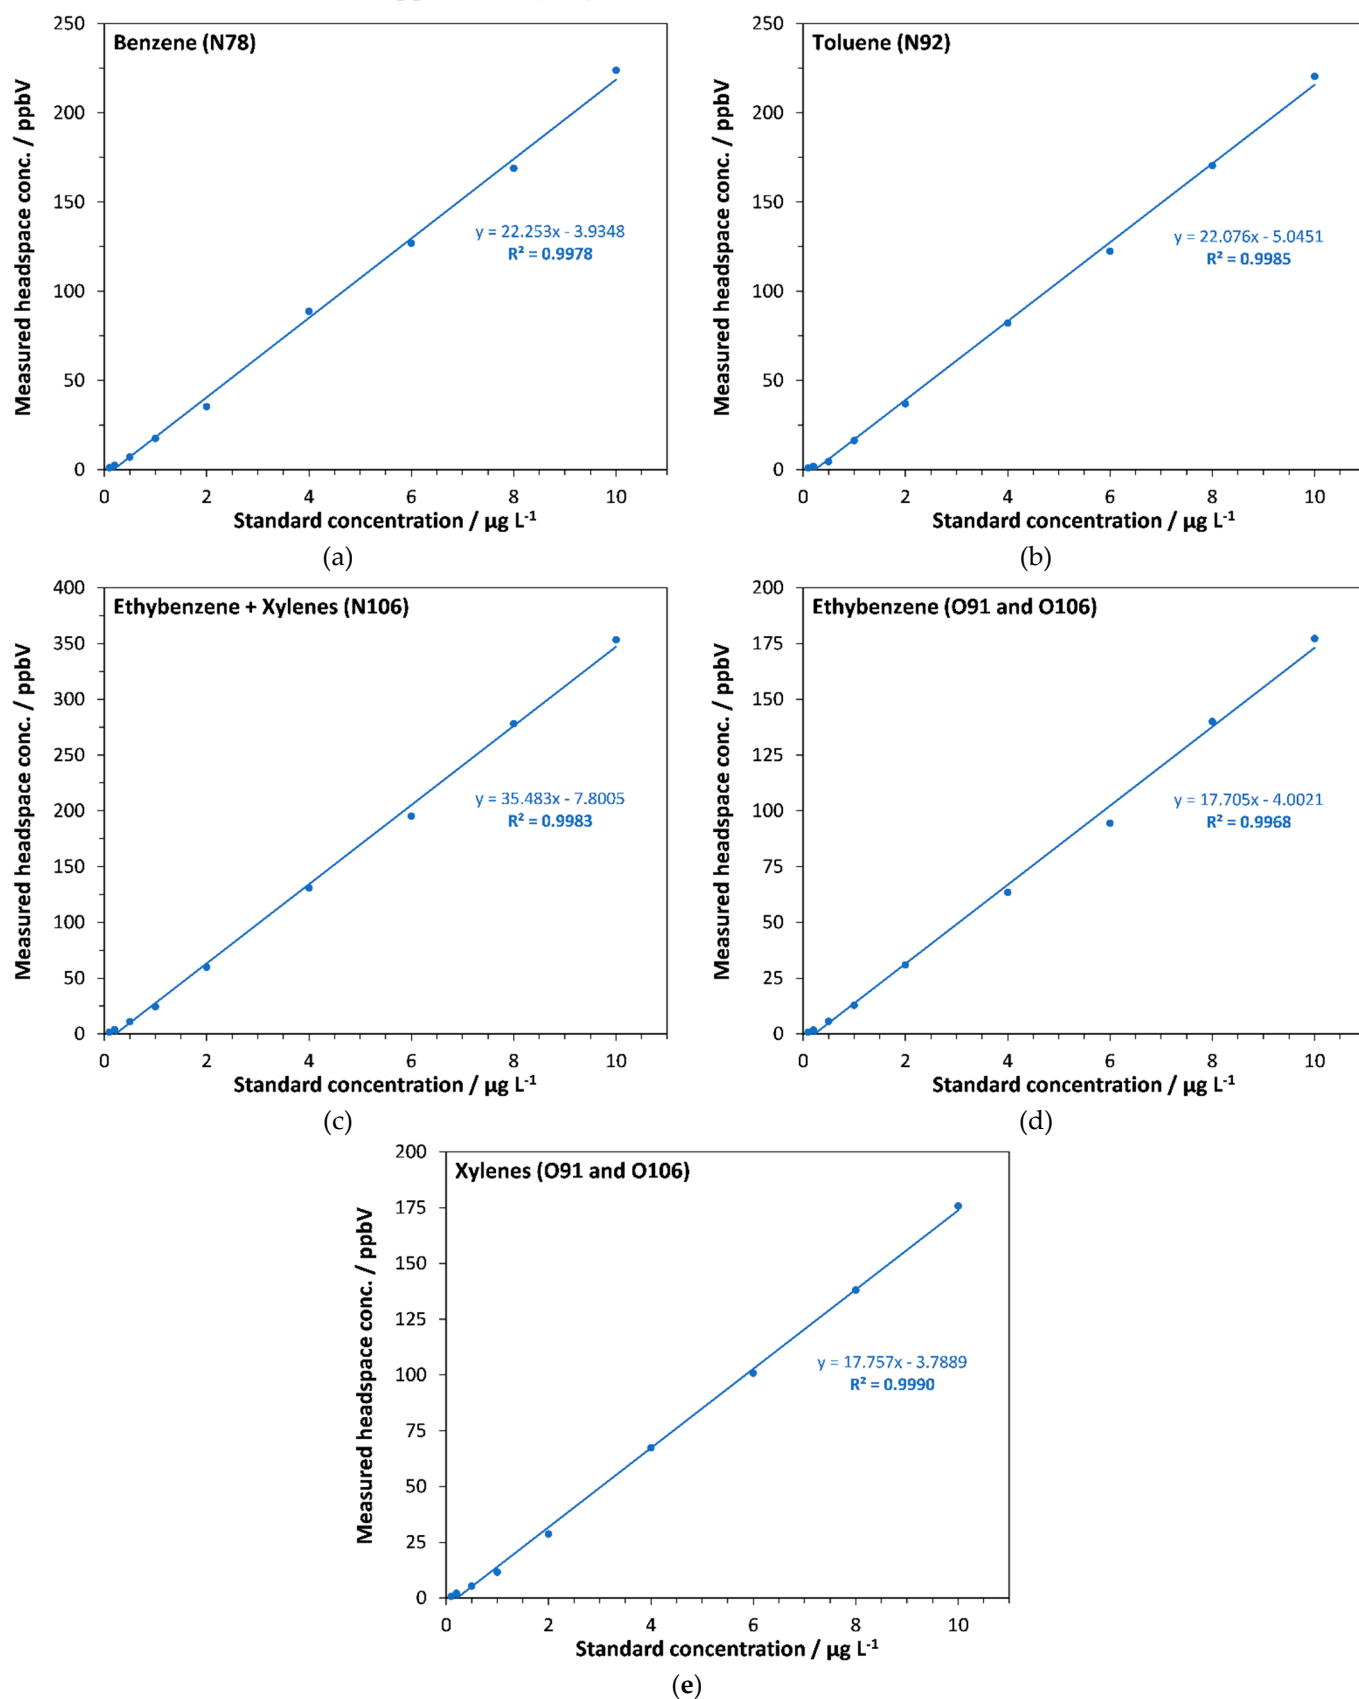 Benzene (N78)
Measured headspace conc. / ppbV
250
200
150
100
50
0
y = 22.253x - 3.9348
R² = 0.9978
0 2 4 6 8 10
Standard concentration / µg L⁻¹
(a)
Toluene (N92)
Measured headspace conc. / ppbV
250
200
150
100
50
0
y = 22.076x - 5.0451
R² = 0.9985
0 2 4 6 8 10
Standard concentration / µg L⁻¹
(b)
Ethybenzene + Xylenes (N106)
Measured headspace conc. / ppbV
400
350
300
250
200
150
100
50
0
y = 35.483x - 7.8005
R² = 0.9983
0 2 4 6 8 10
Standard concentration / µg L⁻¹
(c)
Ethybenzene (O91 and O106)
Measured headspace conc. / ppbV
200
175
150
125
100
75
50
25
0
y = 17.705x - 4.0021
R² = 0.9968
0 2 4 6 8 10
Standard concentration / µg L⁻¹
(d)
Xylenes (O91 and O106)
Measured headspace conc. / ppbV
200
175
150
125
100
75
50
25
0
y = 17.757x - 3.7889
R² = 0.9990
0 2 4 6 8 10
Standard concentration / µg L⁻¹
(e)